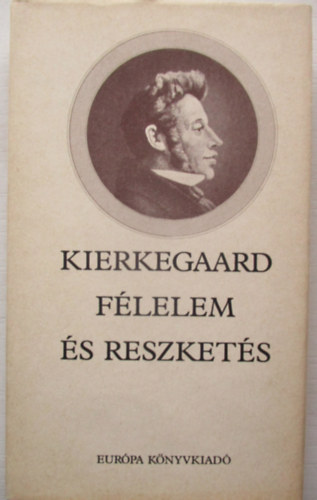 KIERKEGAARD
FÉLELEM
ÉS RESZKETÉS
EURÓPA KÖNYVKIADÓ